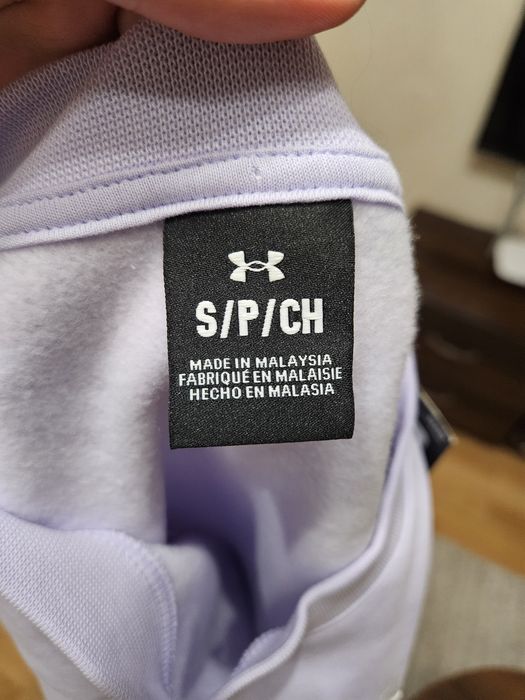 S/P/CH
MADE IN MALAYSIA
FABRIQUÉ EN MALAISIE
HECHO EN MALASIA